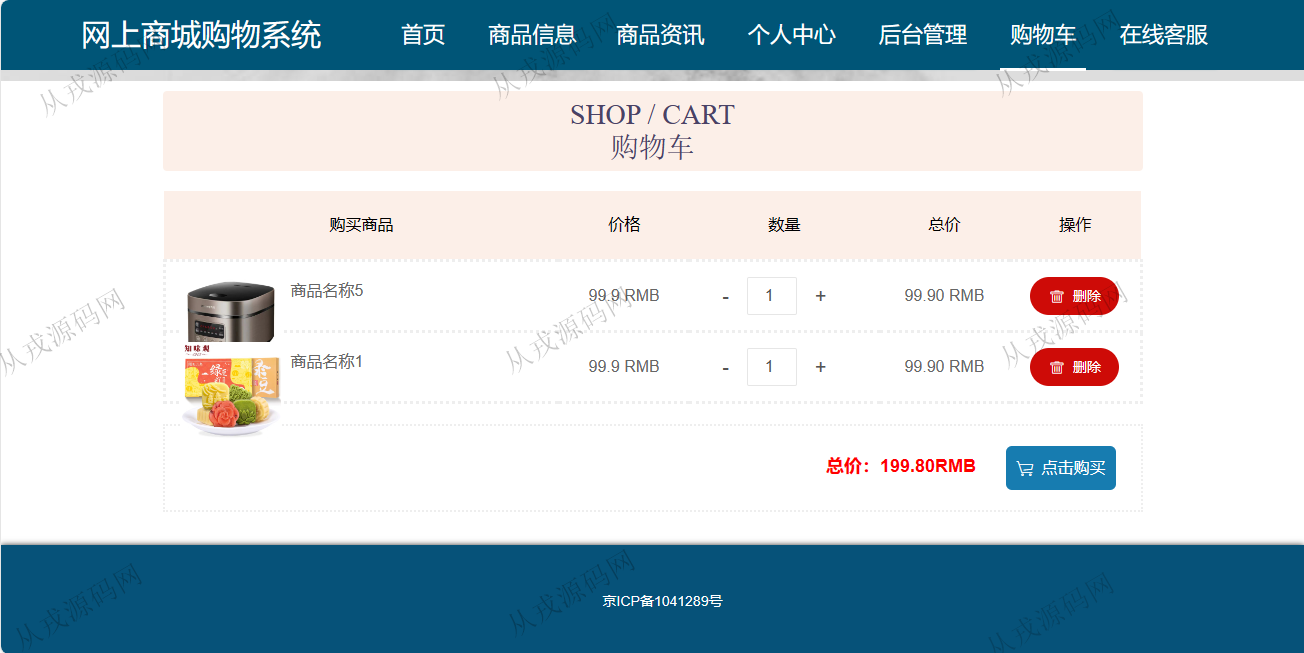 网上商城购物系统 首页 商品信息 商品资讯 个人中心 后台管理 购物车 在线客服
SHOP / CART
购物车
购买商品 价格 数量 总价 操作
商品名称5 99.9 RMB - 1 + 99.90 RMB 删除
商品名称1 99.9 RMB - 1 + 99.90 RMB 删除
总价：199.80RMB 点击购买
京ICP备1041289号
从戎源码网
从戎源码网
从戎源码网
从戎源码网
从戎源码网
从戎源码网
从戎源码网
从戎源码网
从戎源码网